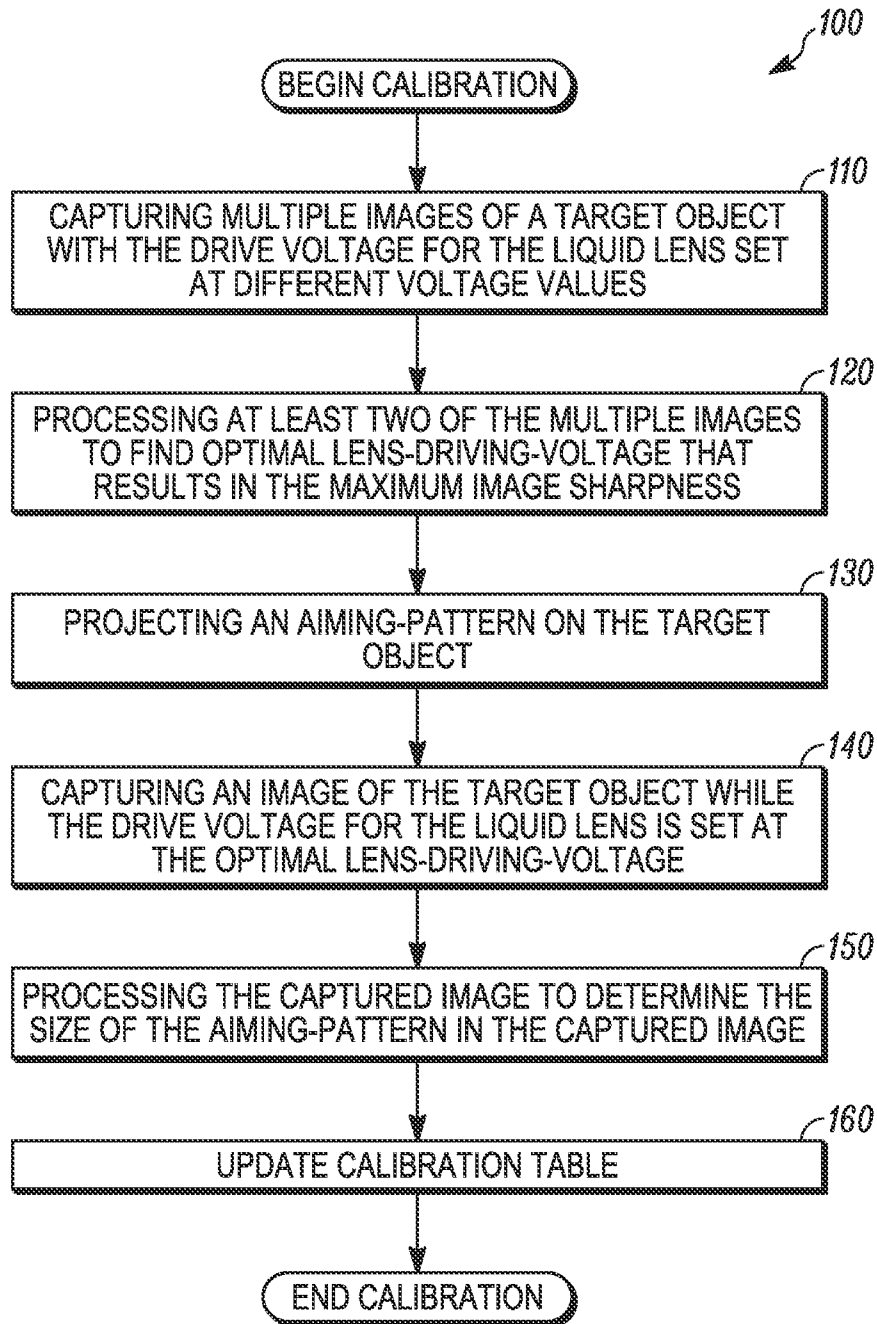 100
BEGIN CALIBRATION
110
CAPTURING MULTIPLE IMAGES OF A TARGET OBJECT
WITH THE DRIVE VOLTAGE FOR THE LIQUID LENS SET
AT DIFFERENT VOLTAGE VALUES
120
PROCESSING AT LEAST TWO OF THE MULTIPLE IMAGES
TO FIND OPTIMAL LENS-DRIVING-VOLTAGE THAT
RESULTS IN THE MAXIMUM IMAGE SHARPNESS
130
PROJECTING AN AIMING-PATTERN ON THE TARGET
OBJECT
140
CAPTURING AN IMAGE OF THE TARGET OBJECT WHILE
THE DRIVE VOLTAGE FOR THE LIQUID LENS IS SET AT
THE OPTIMAL LENS-DRIVING-VOLTAGE
150
PROCESSING THE CAPTURED IMAGE TO DETERMINE THE
SIZE OF THE AIMING-PATTERN IN THE CAPTURED IMAGE
160
UPDATE CALIBRATION TABLE
END CALIBRATION